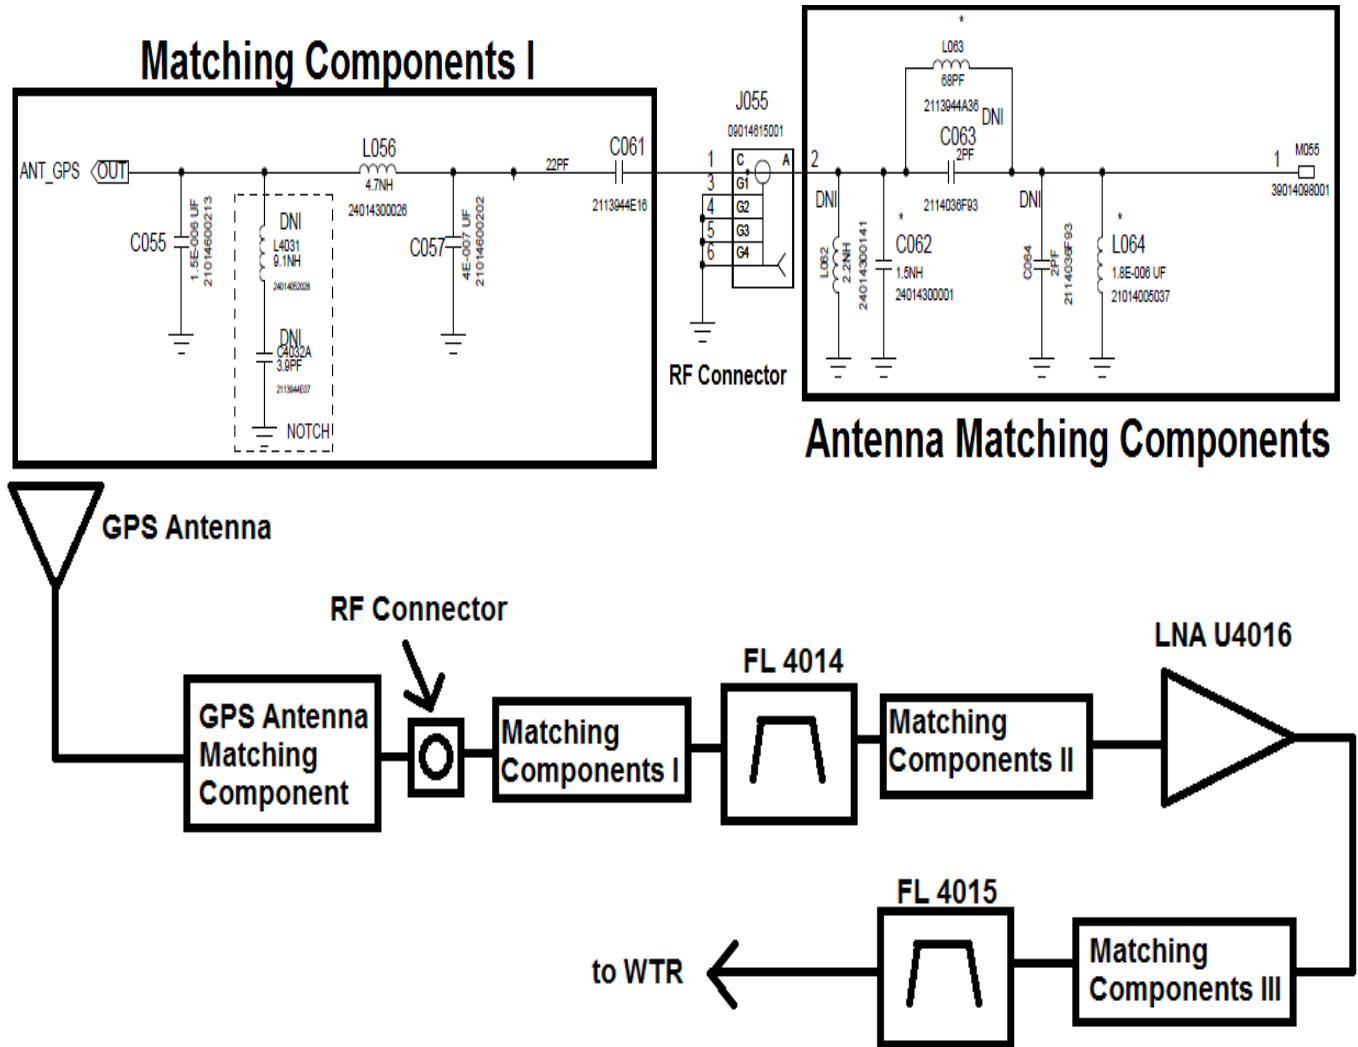 Matching Components I
ANT_GPS
OUT
C055
1.5E-006 UF
21014600213
DNI
L4031
9.1NH
24014052028
DNI
C4032A
3.9PF
2113944E07
NOTCH
L056
4.7NH
24014300026
C057
4E-007 UF
21014600202
22PF
C061
2113944E16
J055
09014615001
1
C
A
2
3
G1
4
G2
5
G3
6
G4
RF Connector
*
L063
68PF
2113944A36
DNI
C063
2PF
2114036F93
DNI
L062
2.2NH
24014300141
*
C062
1.5NH
24014300001
DNI
C064
2PF
2114036F93
*
L064
1.8E-006 UF
21014005037
1
M055
39014098001
Antenna Matching Components
GPS Antenna
RF Connector
GPS Antenna
Matching
Component
Matching
Components I
FL 4014
Matching
Components II
LNA U4016
FL 4015
Matching
Components III
to WTR